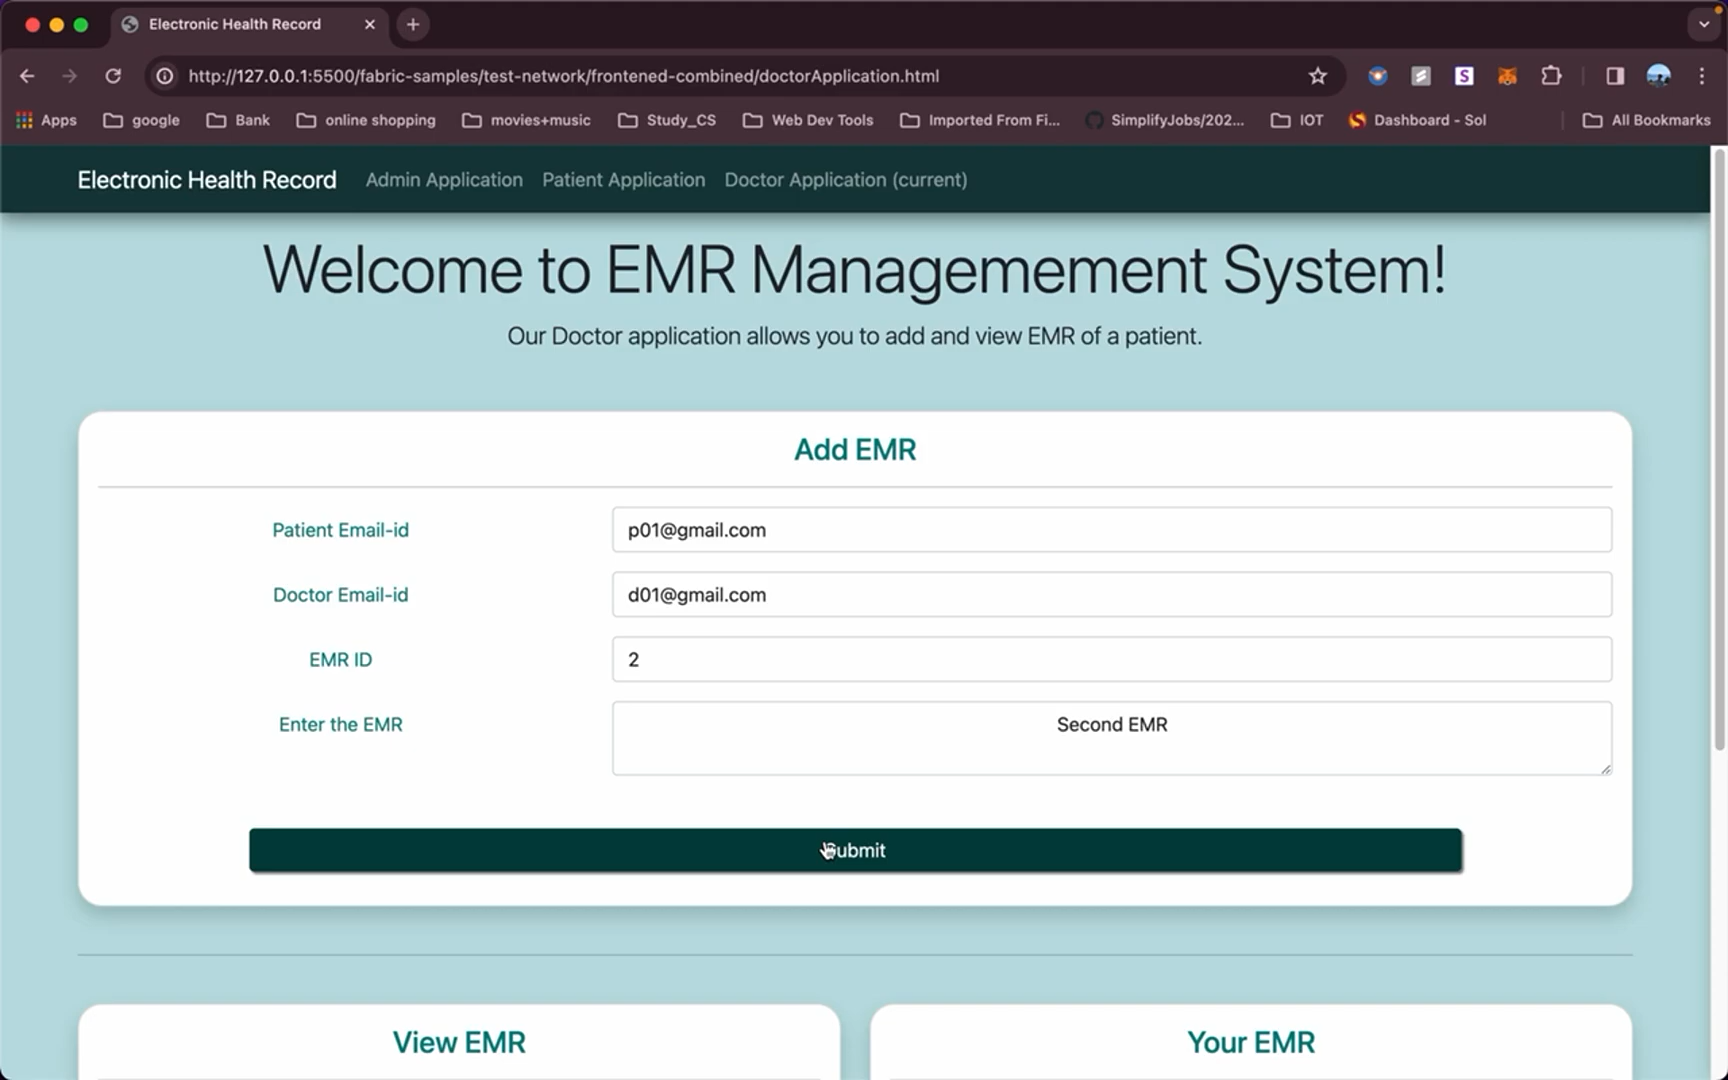 Electronic Health Record
http://127.0.0.1:5500/fabric-samples/test-network/frontened-combined/doctorApplication.html
Apps google Bank online shopping movies+music Study_CS Web Dev Tools Imported From Fi... SimplifyJobs/202... IOT Dashboard - Sol All Bookmarks
Electronic Health Record Admin Application Patient Application Doctor Application (current)
Welcome to EMR Managemement System!
Our Doctor application allows you to add and view EMR of a patient.
Add EMR
Patient Email-id p01@gmail.com
Doctor Email-id d01@gmail.com
EMR ID 2
Enter the EMR Second EMR
Submit
View EMR Your EMR